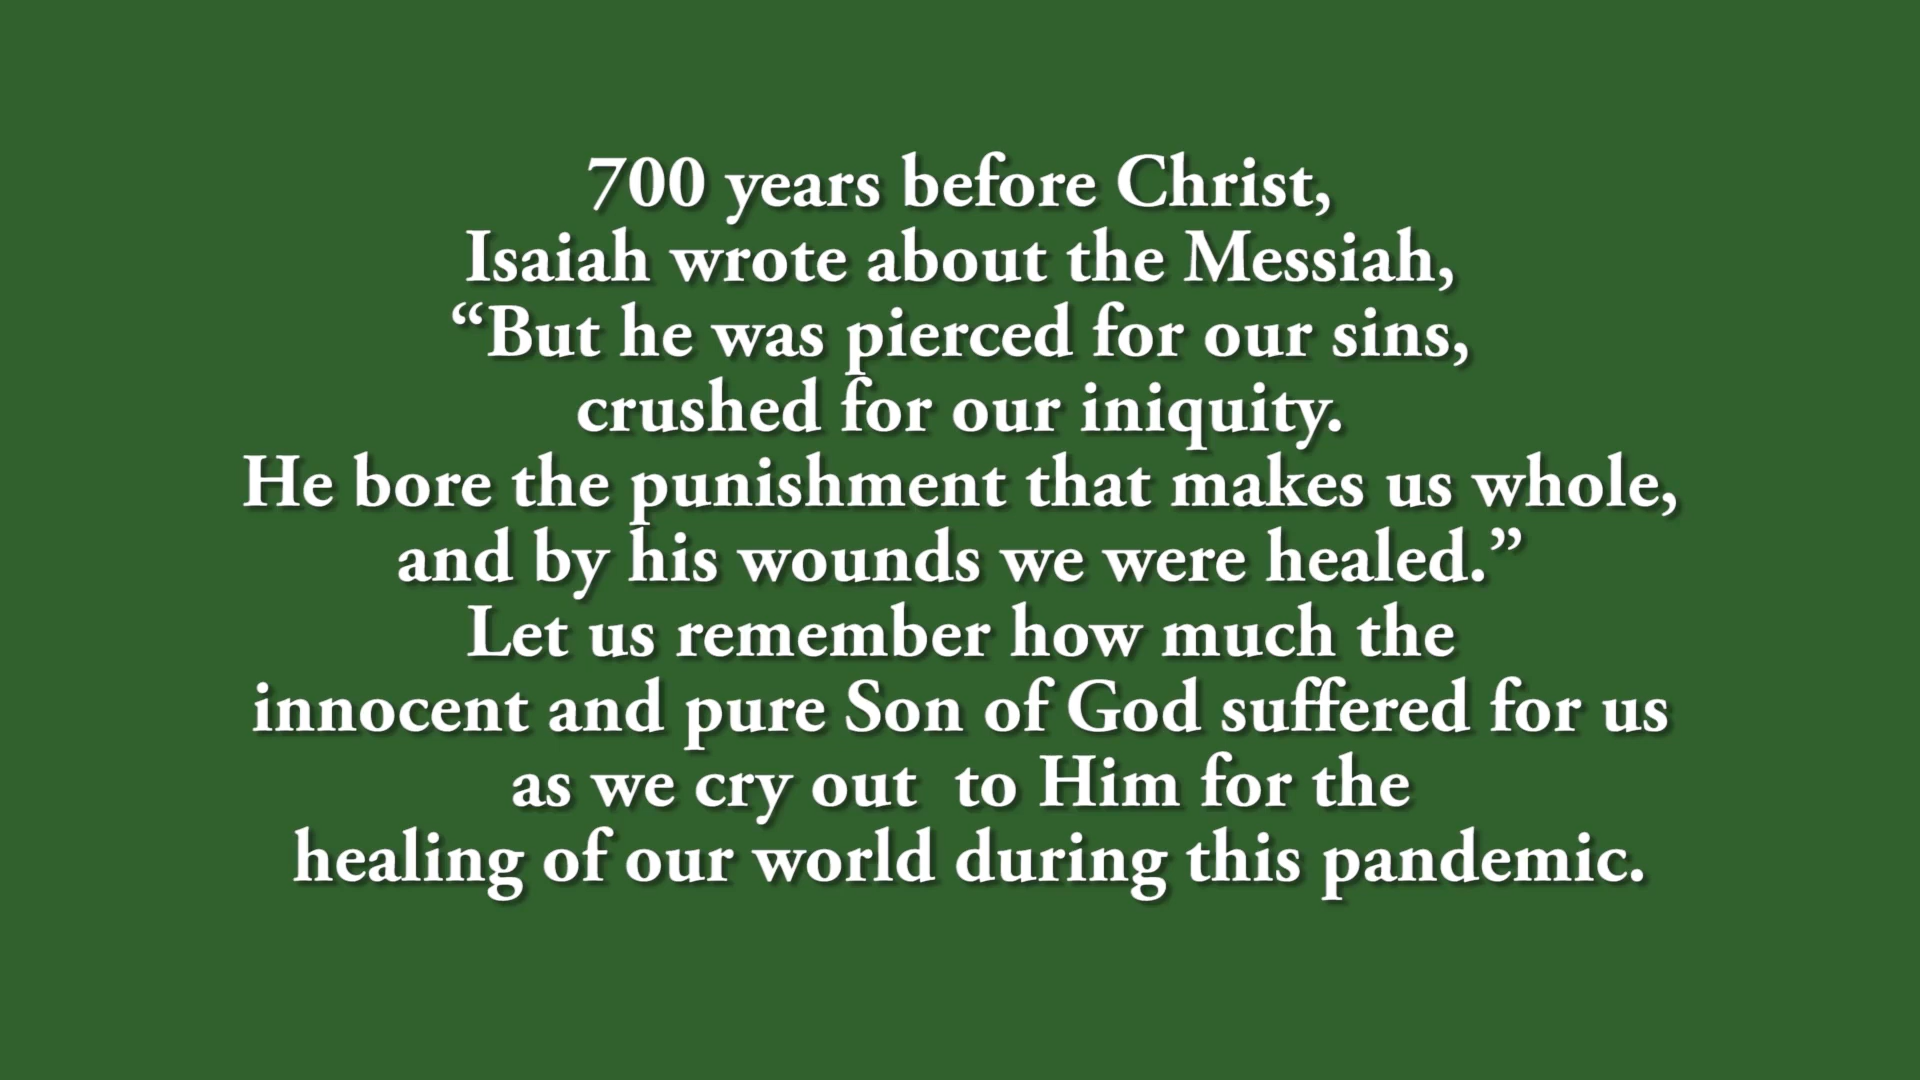 700 years before Christ,
Isaiah wrote about the Messiah,
“But he was pierced for our sins,
crushed for our iniquity.
He bore the punishment that makes us whole,
and by his wounds we were healed.”
Let us remember how much the
innocent and pure Son of God suffered for us
as we cry out  to Him for the
healing of our world during this pandemic.